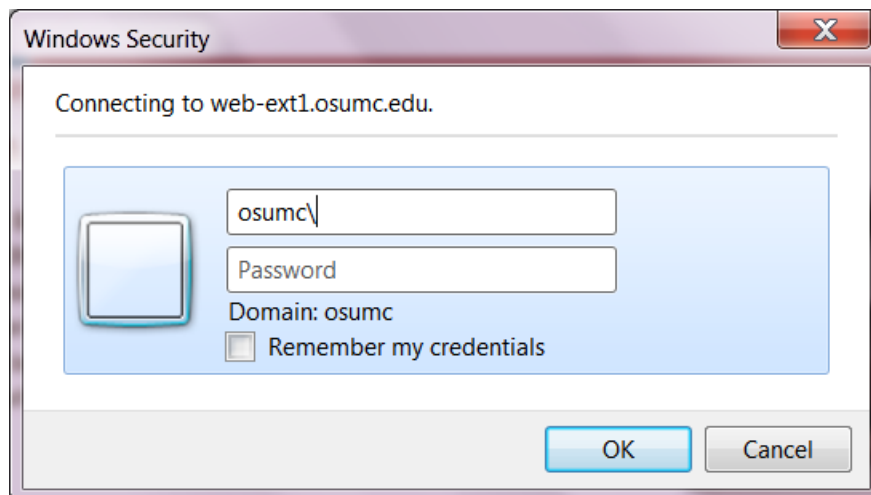 Windows Security
Connecting to web-ext1.osumc.edu.
osumc\
Password
Domain: osumc
Remember my credentials
OK
Cancel